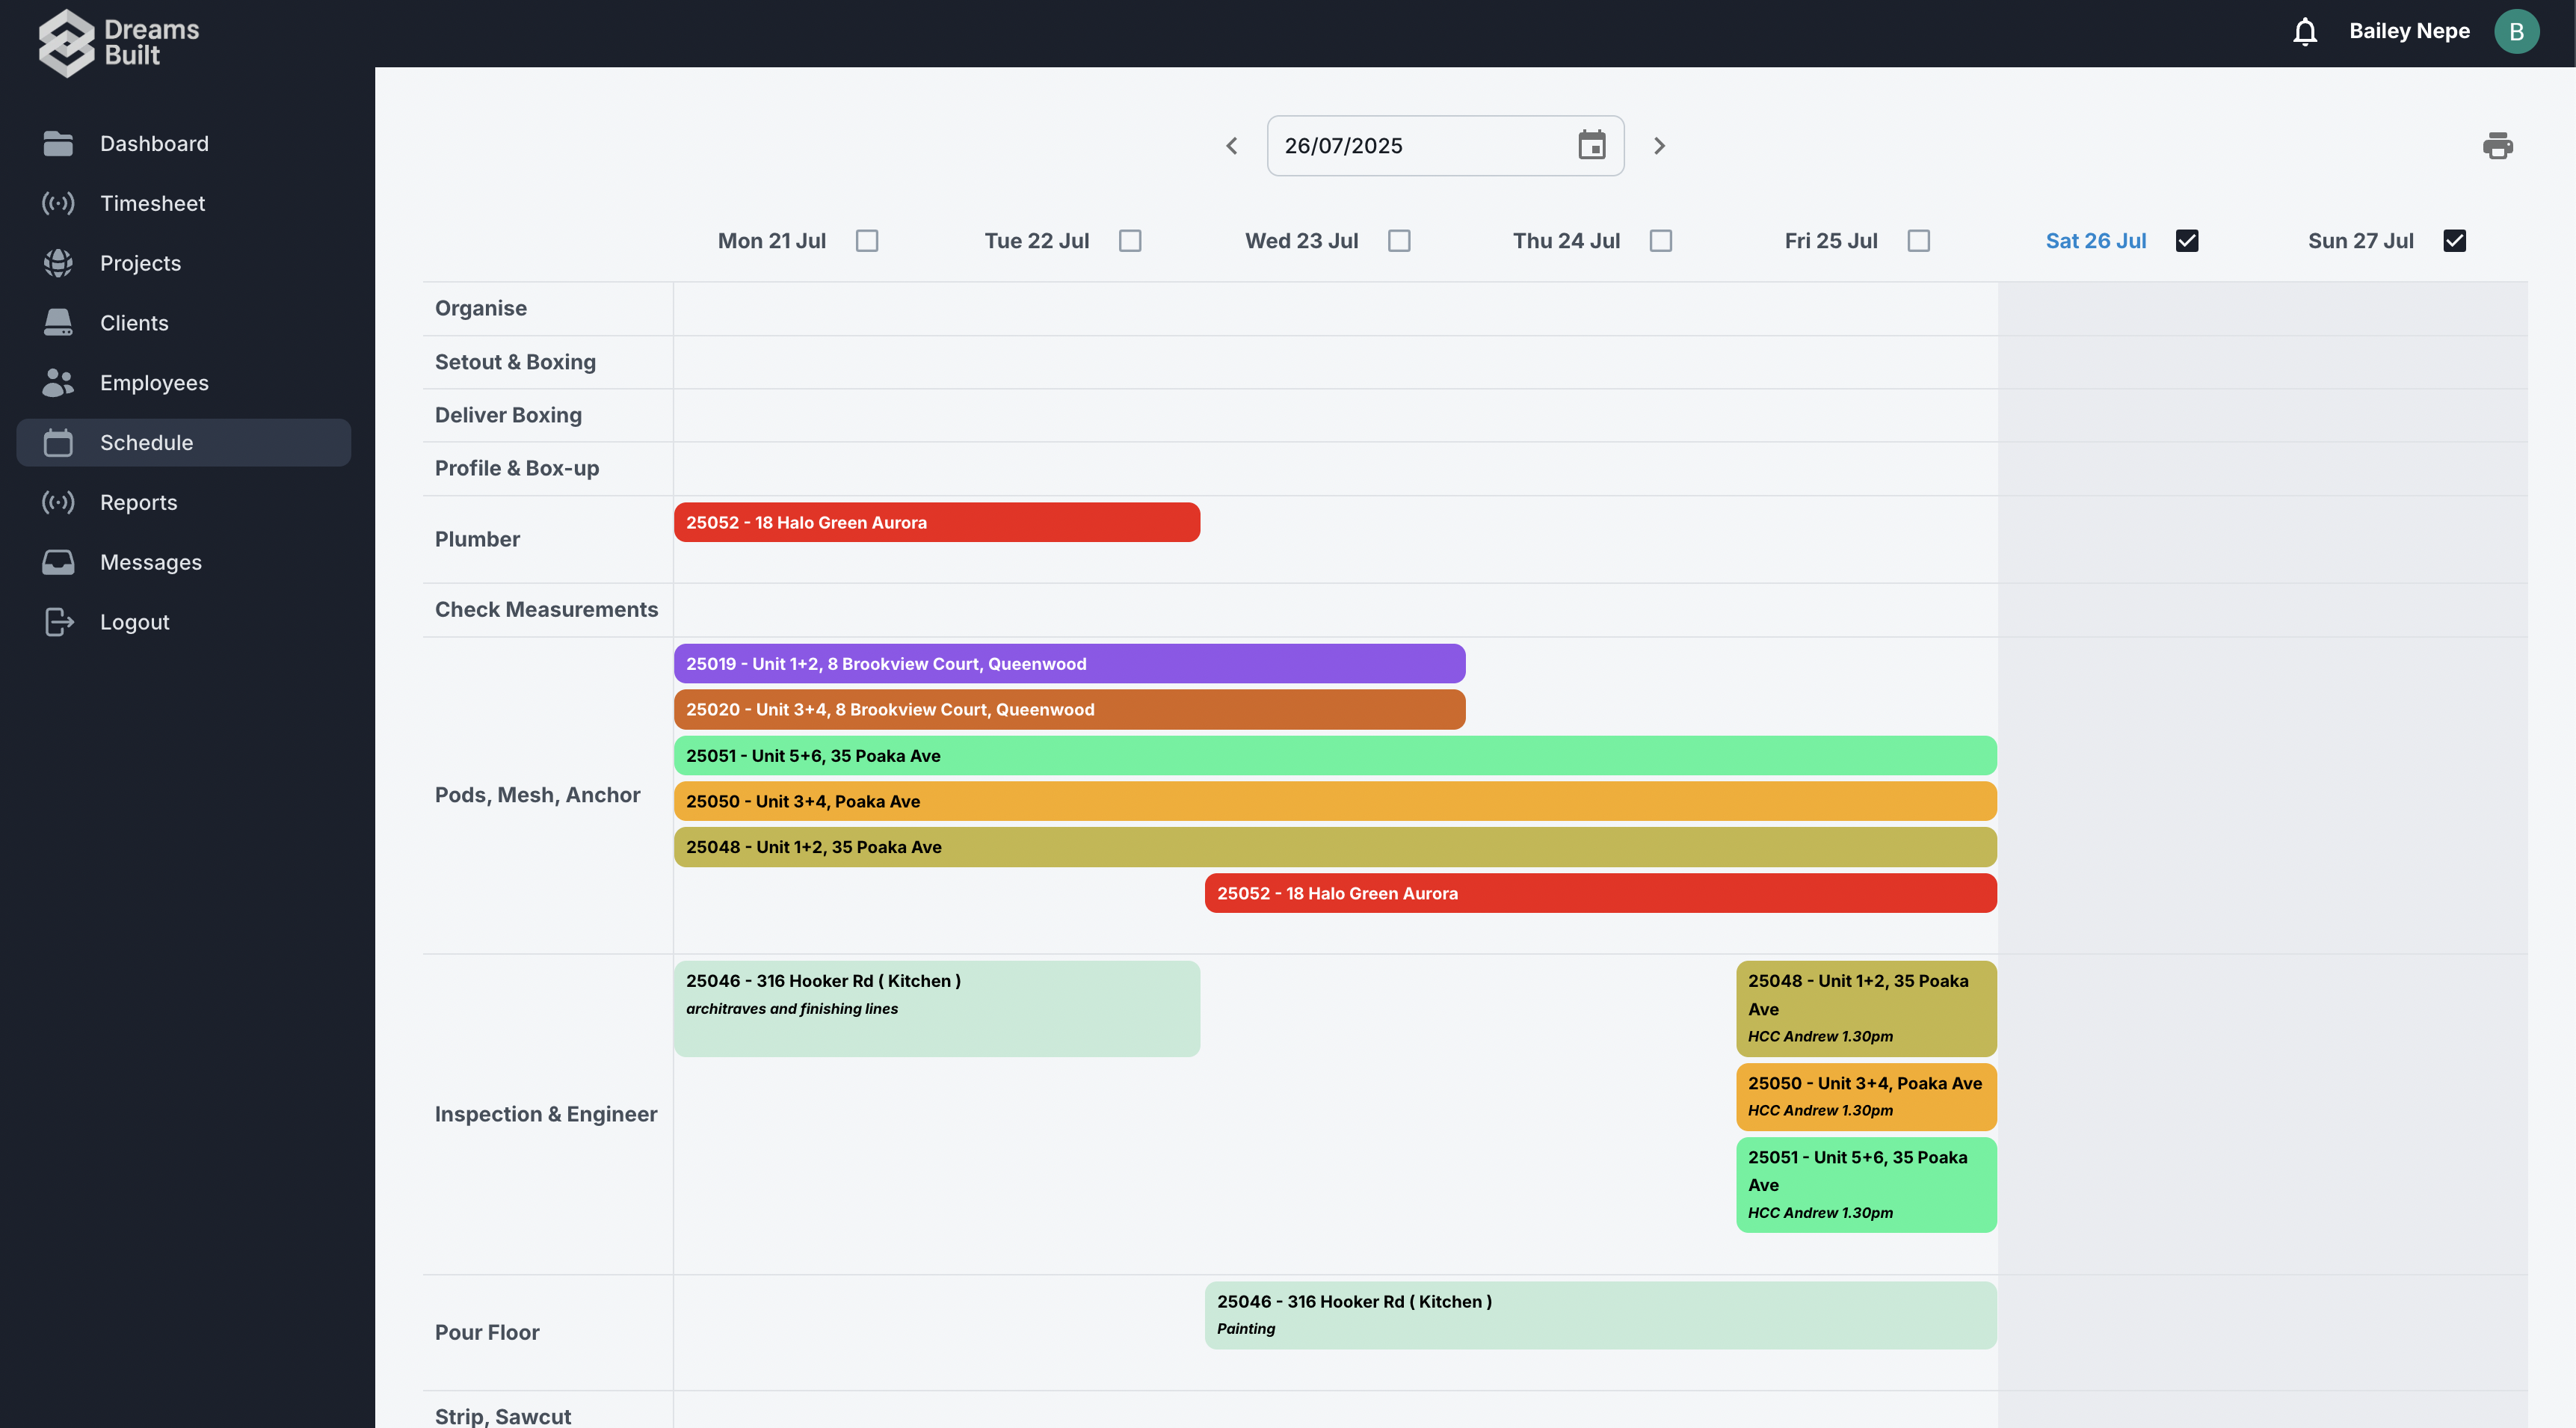 Dreams
Built
Bailey Nepe
B
Dashboard
Timesheet
Projects
Clients
Employees
Schedule
Reports
Messages
Logout
26/07/2025
Mon 21 Jul
Tue 22 Jul
Wed 23 Jul
Thu 24 Jul
Fri 25 Jul
Sat 26 Jul
Sun 27 Jul
Organise
Setout & Boxing
Deliver Boxing
Profile & Box-up
Plumber
25052 - 18 Halo Green Aurora
Check Measurements
Pods, Mesh, Anchor
25019 - Unit 1+2, 8 Brookview Court, Queenwood
25020 - Unit 3+4, 8 Brookview Court, Queenwood
25051 - Unit 5+6, 35 Poaka Ave
25050 - Unit 3+4, Poaka Ave
25048 - Unit 1+2, 35 Poaka Ave
25052 - 18 Halo Green Aurora
Inspection & Engineer
25046 - 316 Hooker Rd ( Kitchen )
architraves and finishing lines
25048 - Unit 1+2, 35 Poaka
Ave
HCC Andrew 1.30pm
25050 - Unit 3+4, Poaka Ave
HCC Andrew 1.30pm
25051 - Unit 5+6, 35 Poaka
Ave
HCC Andrew 1.30pm
Pour Floor
25046 - 316 Hooker Rd ( Kitchen )
Painting
Strip, Sawcut